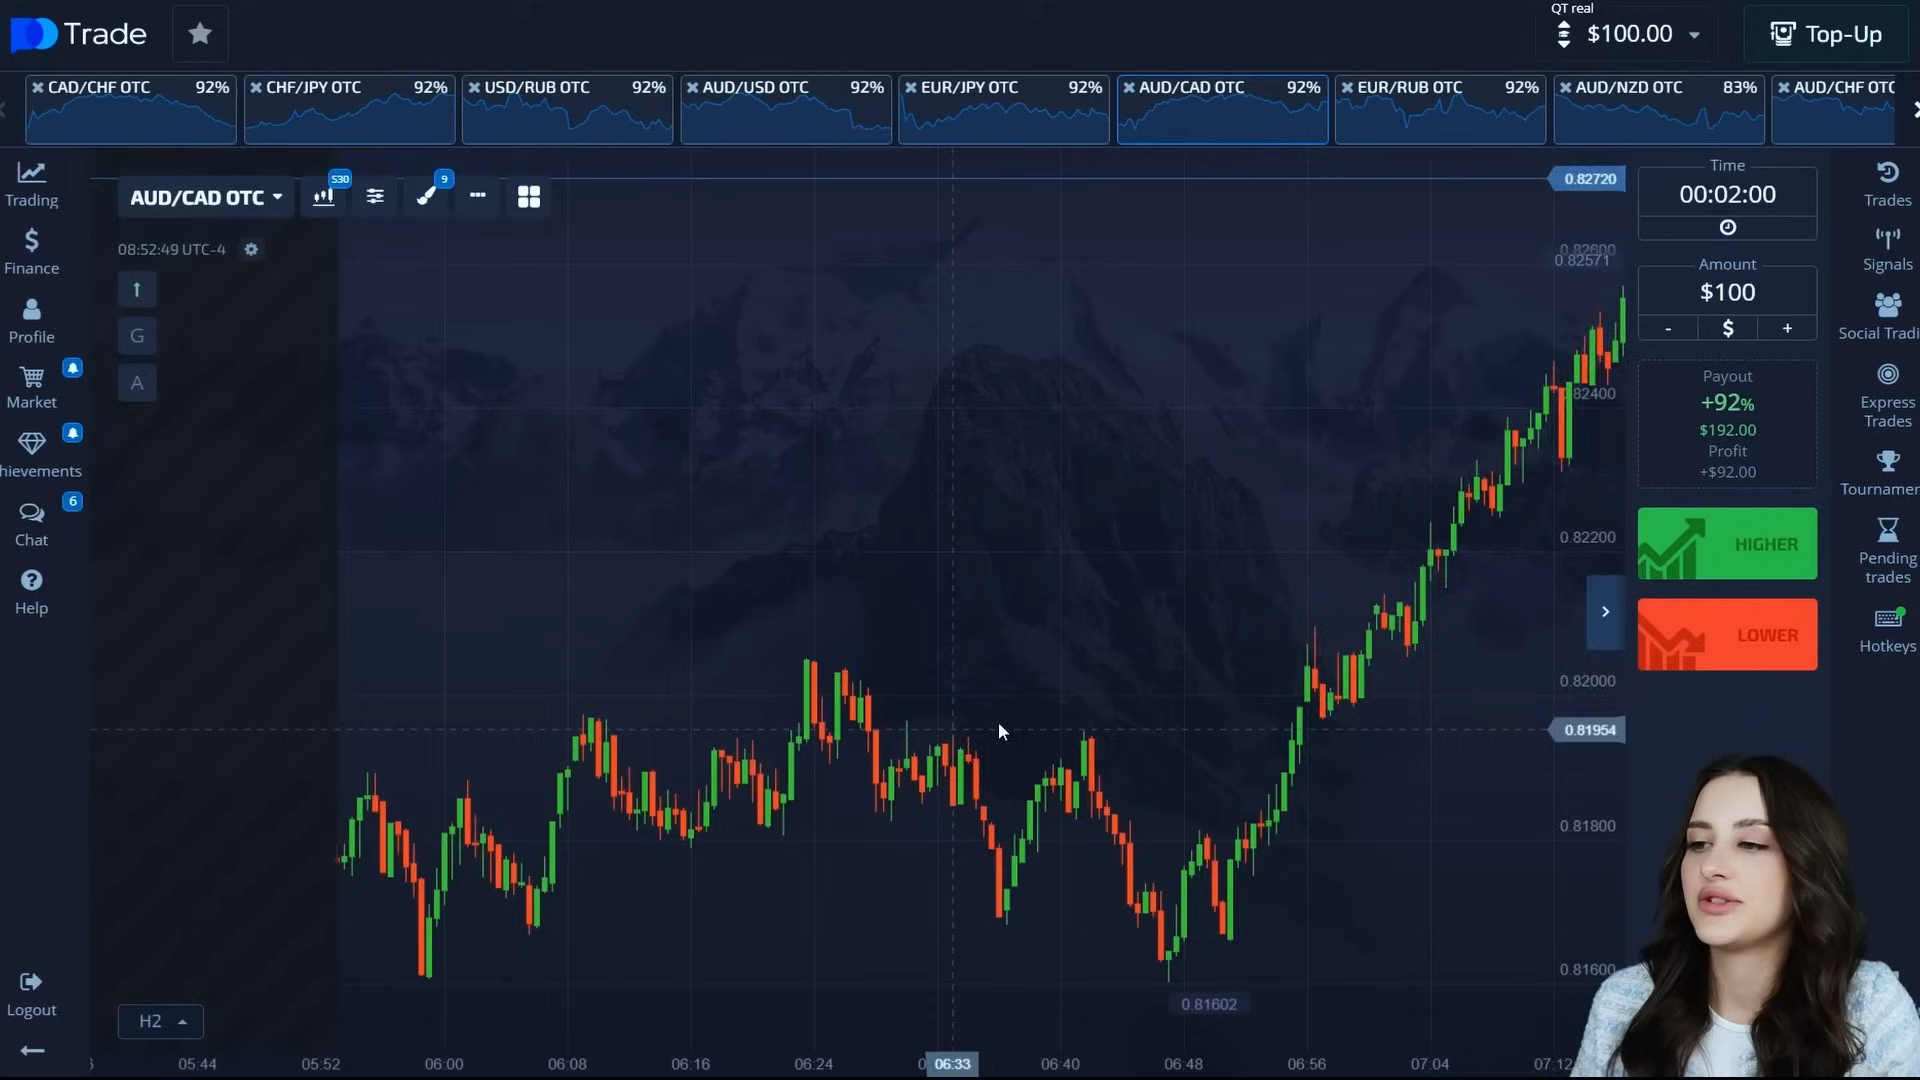 Trade
QT real
$100.00
Top-Up
CAD/CHF OTC 92%
CHF/JPY OTC 92%
USD/RUB OTC 92%
AUD/USD OTC 92%
EUR/JPY OTC 92%
AUD/CAD OTC 92%
EUR/RUB OTC 92%
AUD/NZD OTC 83%
AUD/CHF OTC
Trading
Finance
Profile
Market
hievements
6
Chat
Help
Logout
AUD/CAD OTC
S30
9
08:52:49 UTC-4
G
A
H2
0.82720
0.82600
0.82571
0.82400
0.82200
0.82000
0.81954
0.81800
0.81600
0.81602
05:44
05:52
06:00
06:08
06:16
06:24
06:33
06:40
06:48
06:56
07:04
07:12
Time
00:02:00
Amount
$100
- $ +
Payout
+92%
$192.00
Profit
+$92.00
HIGHER
LOWER
Trades
Signals
Social Tradi
Express
Trades
Tournamen
Pending
trades
Hotkeys